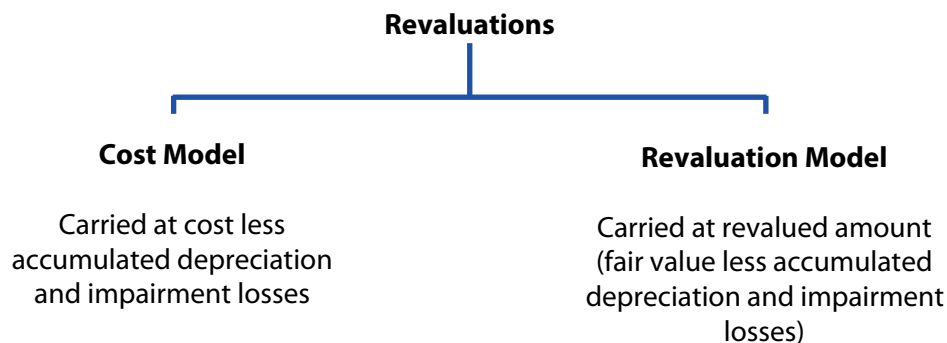 Revaluations
Cost Model
Carried at cost less
accumulated depreciation
and impairment losses
Revaluation Model
Carried at revalued amount
(fair value less accumulated
depreciation and impairment
losses)